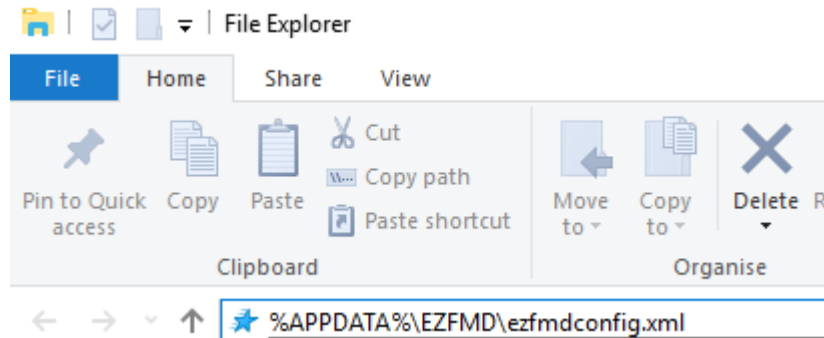 File Explorer
File Home Share View
Pin to Quick access
Copy
Paste
Cut
Copy path
Paste shortcut
Move to
Copy to
Delete
R
Clipboard
Organise
%APPDATA%\EZFMD\ezfmdconfig.xml